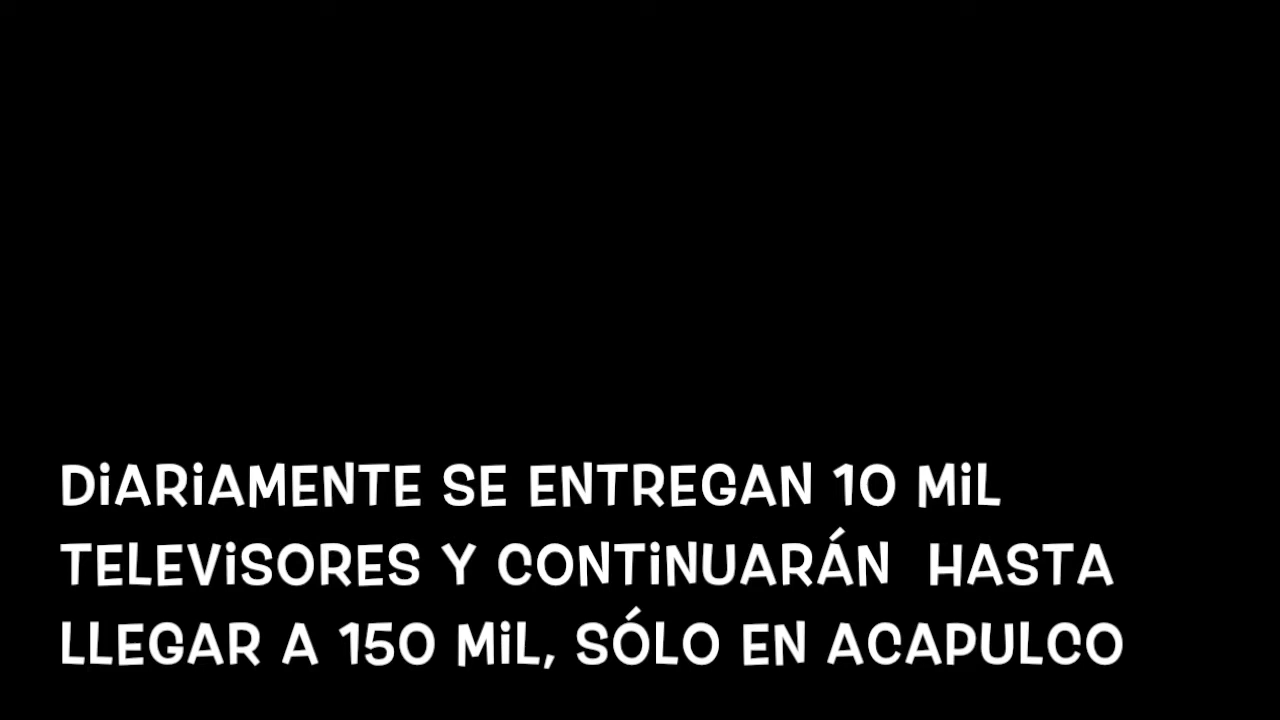 DiARiAMENTE SE ENTREGAN 10 MiL
TELEViSORES Y CONTiNUARÁN  HASTA
LLEGAR A 150 MiL, SÓLO EN ACAPULCO